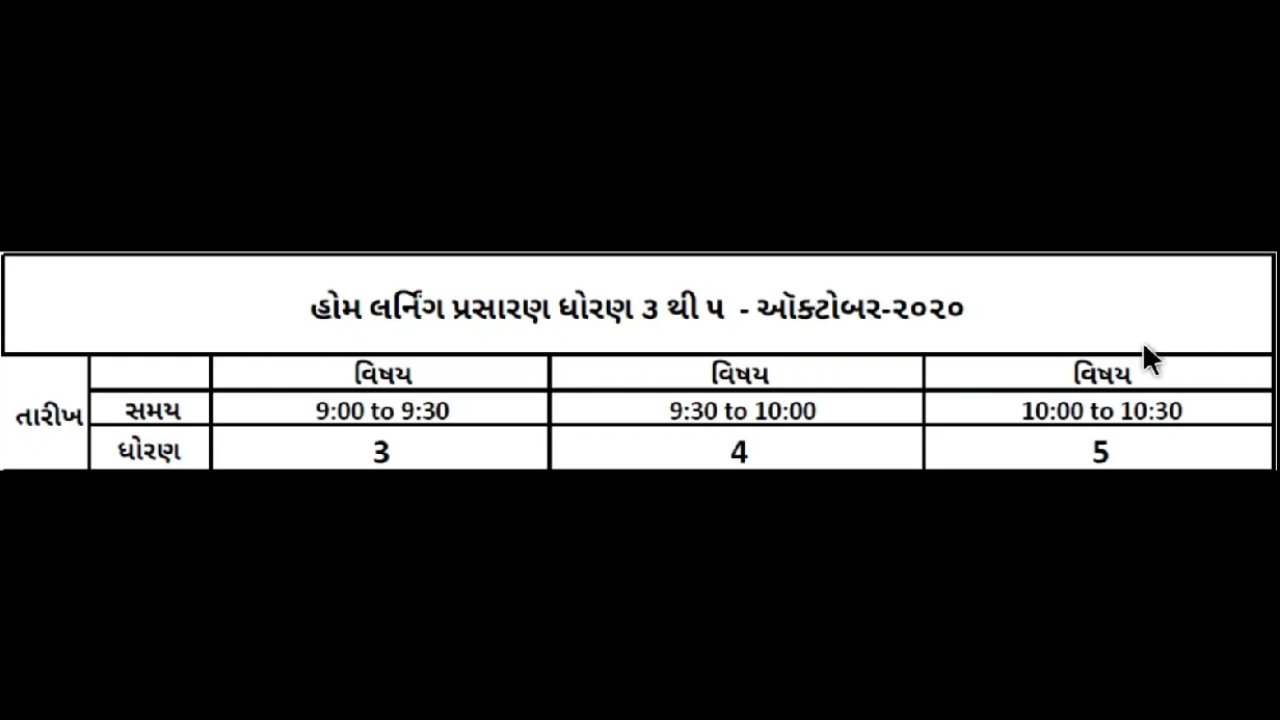 હોમ લર્નિંગ પ્રસારણ ધોરણ ૩ થી ૫ - ઑક્ટોબર-૨૦૨૦
વિષય વિષય વિષય
તારીખ
સમય 9:00 to 9:30 9:30 to 10:00 10:00 to 10:30
ધોરણ 3 4 5